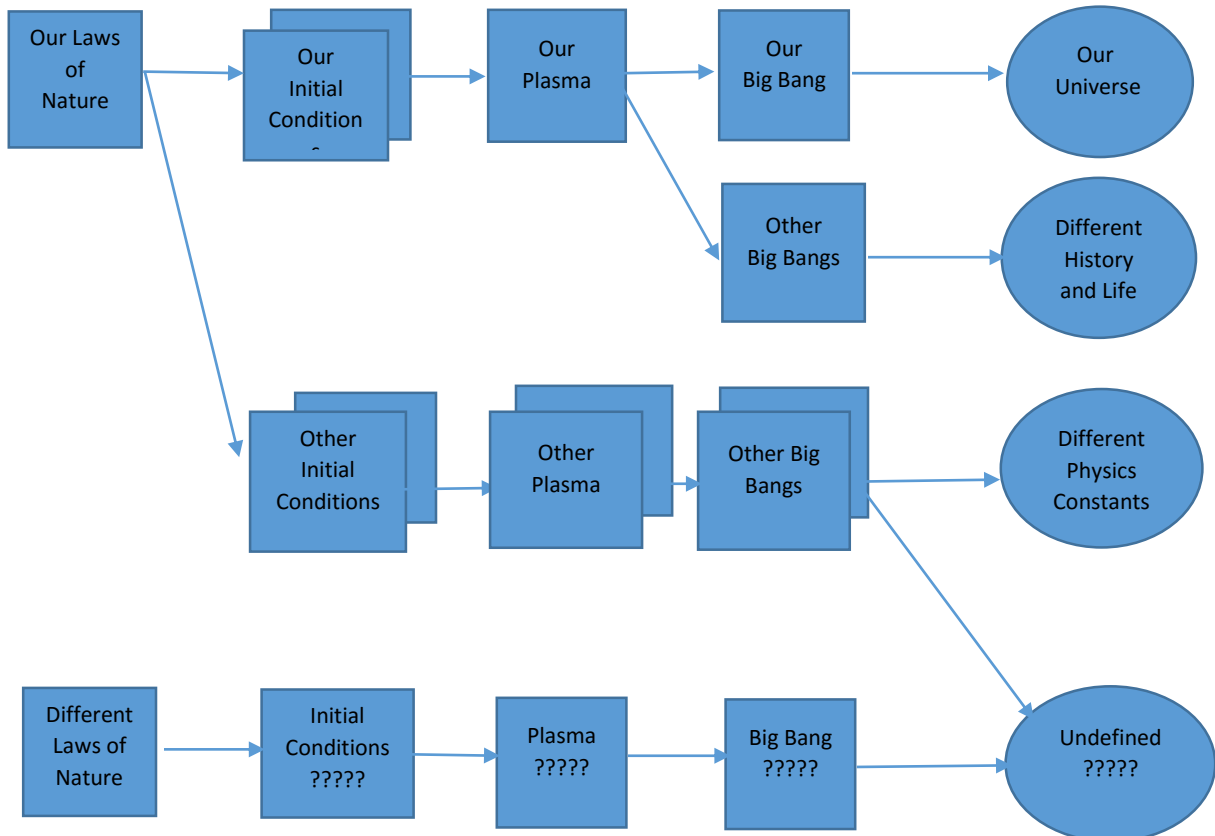 Our Laws
of
Nature
Our
Initial
Condition
Our
Plasma
Our
Big Bang
Our
Universe
Other
Big Bangs
Different
History
and Life
Other
Initial
Conditions
Other
Plasma
Other Big
Bangs
Different
Physics
Constants
Different
Laws of
Nature
Initial
Conditions
?????
Plasma
?????
Big Bang
?????
Undefined
?????